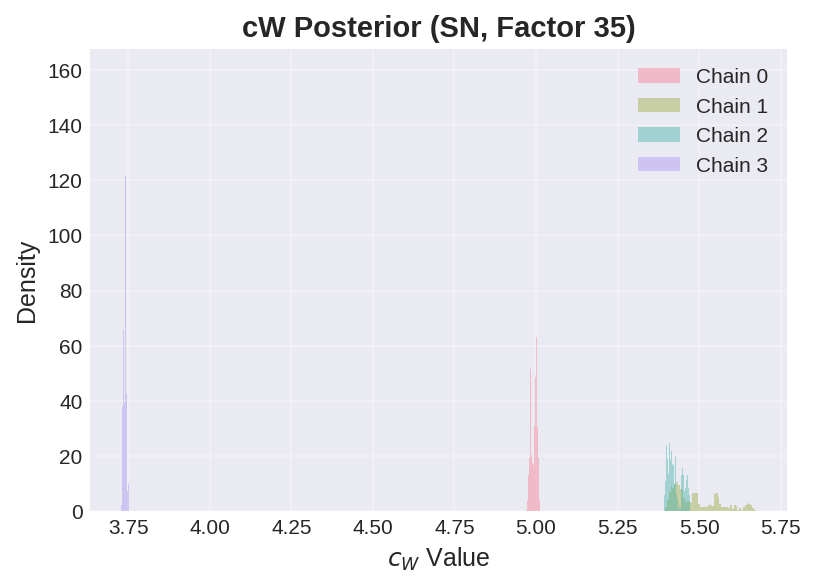 cW Posterior (SN, Factor 35)
Chain 0
Chain 1
Chain 2
Chain 3
160
140
120
100
80
60
40
20
0
Density
3.75 4.00 4.25 4.50 4.75 5.00 5.25 5.50 5.75
c_W Value